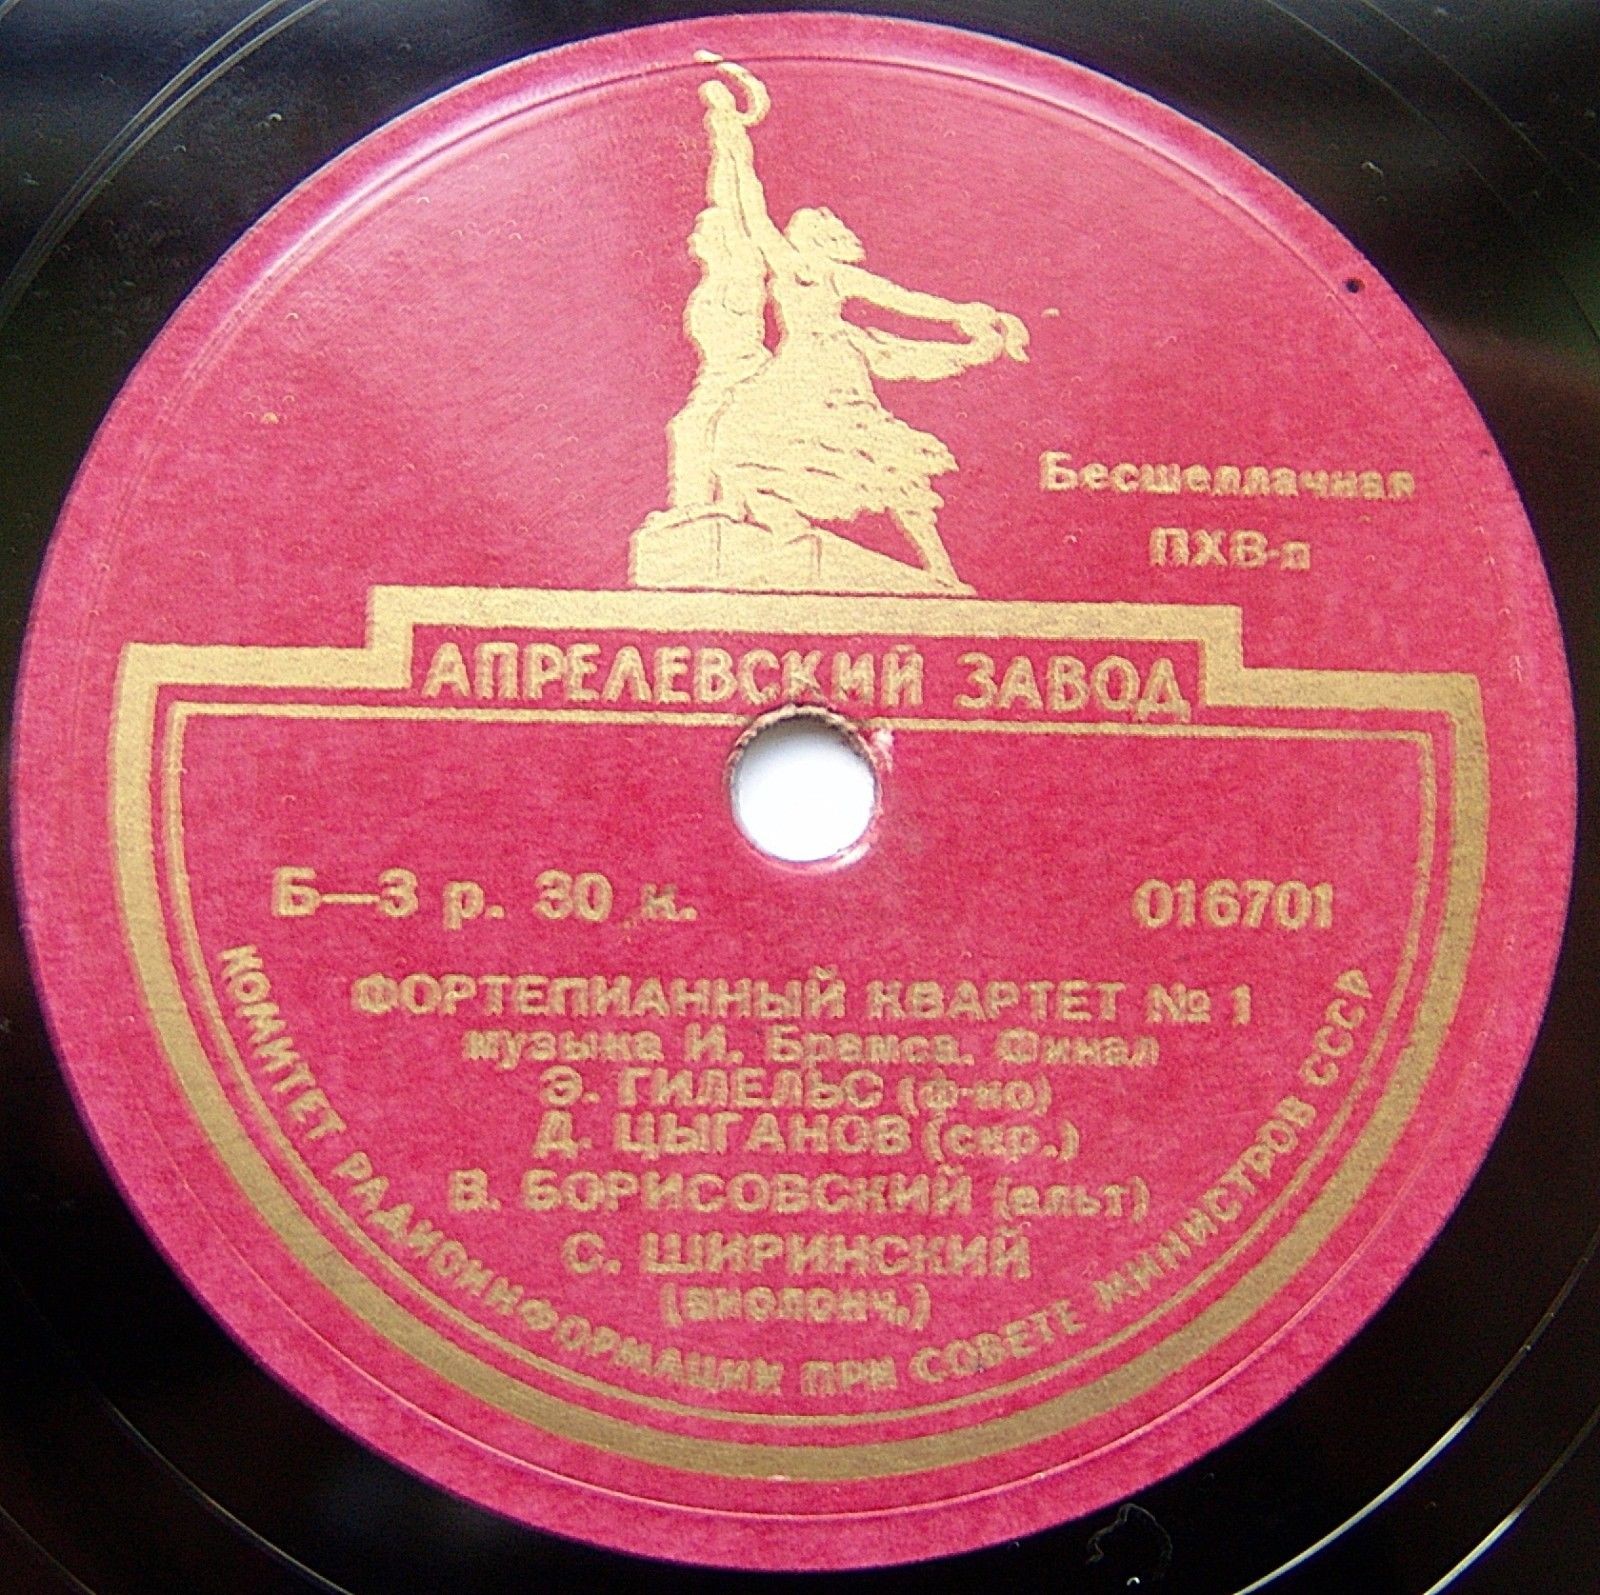 Бесшеллачная
ПХВ-п
АПРЕЛЕВСКИЙ ЗАВОД
Б—3 р. 30 к.
016701
ФОРТЕПИАННЫЙ КВАРТЕТ № 1
музыка И. Брамса. Финал
Э. ГИЛЕЛЬС (ф-но)
Д. ЦЫГАНОВ (скр.)
В. БОРИСОВСКИЙ (альт)
С. ШИРИНСКИЙ
(виолонч.)
КОМИТЕТ РАДИОИНФОРМАЦИИ ПРИ СОВЕТЕ МИНИСТРОВ СССР